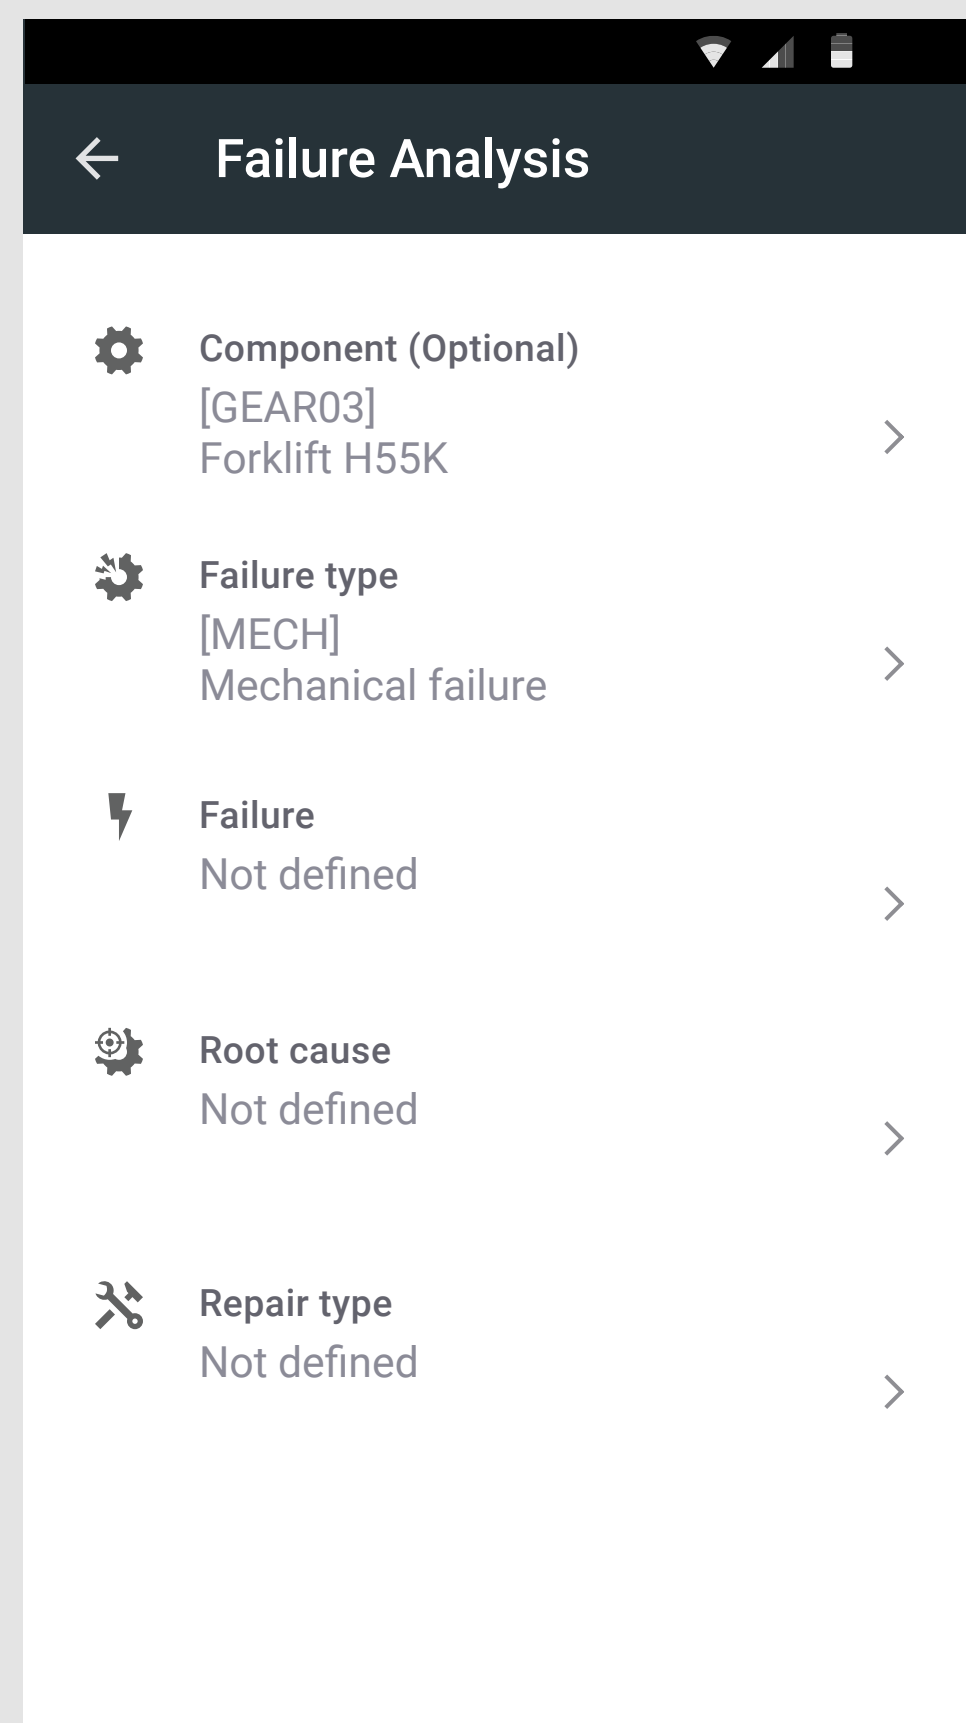 Failure Analysis
Component (Optional)
[GEAR03]
Forklift H55K
Failure type
[MECH]
Mechanical failure
Failure
Not defined
Root cause
Not defined
Repair type
Not defined